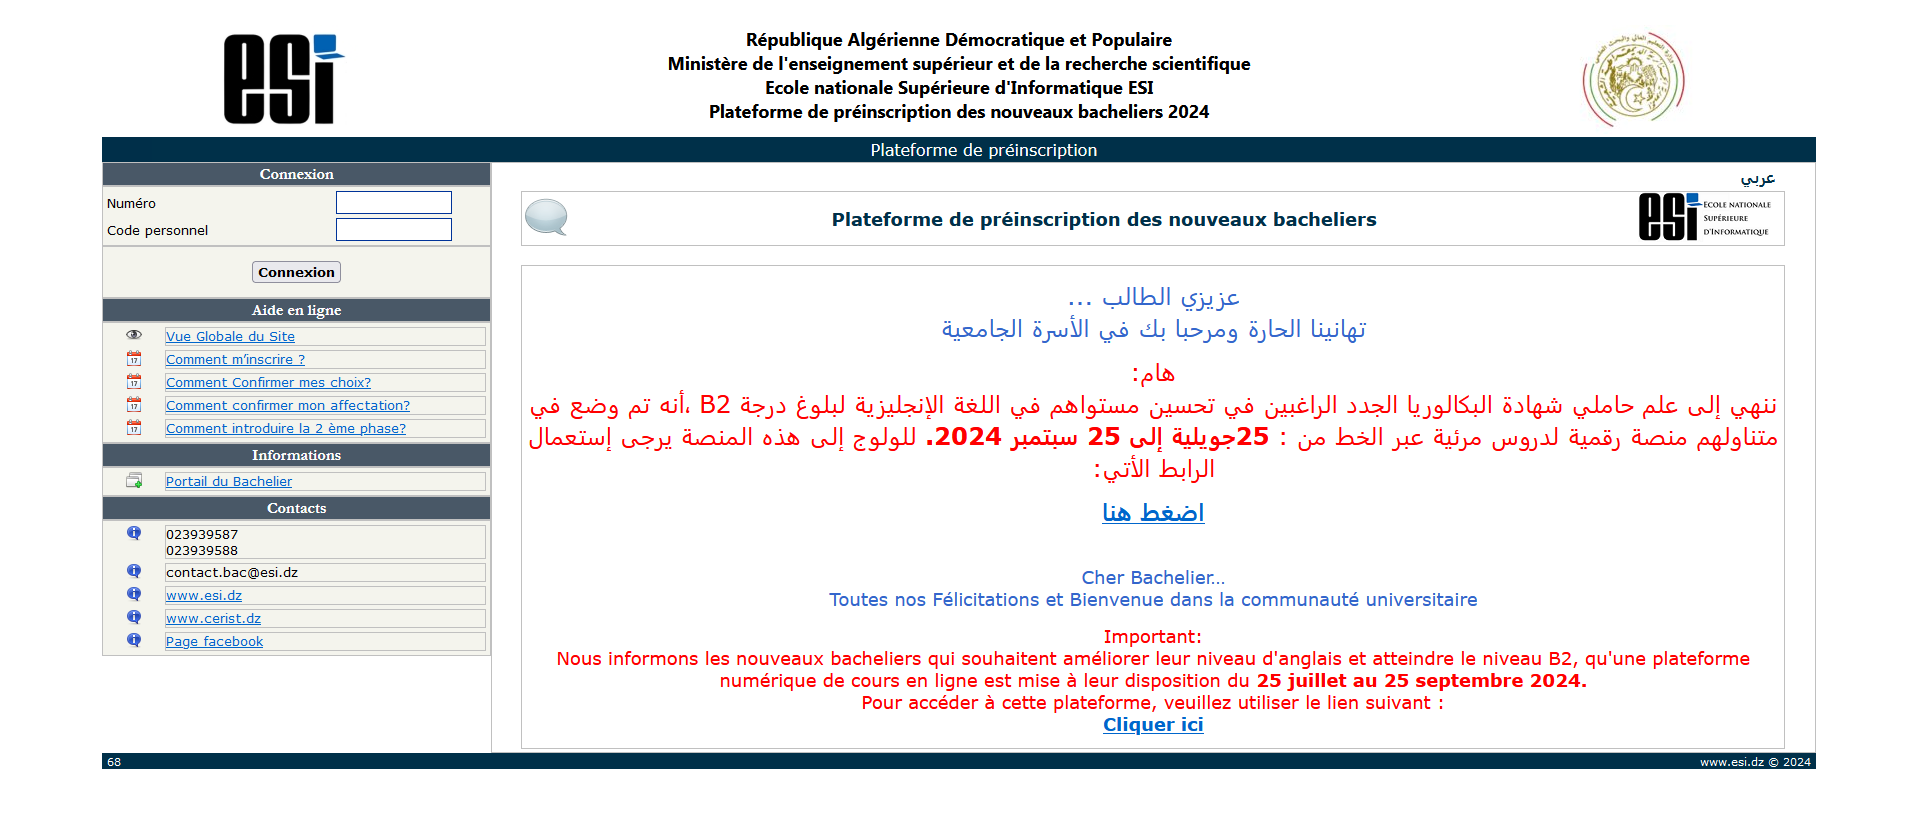 esi
République Algérienne Démocratique et Populaire
Ministère de l'enseignement supérieur et de la recherche scientifique
Ecole nationale Supérieure d'Informatique ESI
Plateforme de préinscription des nouveaux bacheliers 2024
Plateforme de préinscription
Connexion
Numéro
Code personnel
Connexion
Aide en ligne
Vue Globale du Site
Comment m'inscrire ?
Comment Confirmer mes choix?
Comment confirmer mon affectation?
Comment introduire la 2 ème phase?
Informations
Portail du Bachelier
Contacts
023939587
023939588
contact.bac@esi.dz
www.esi.dz
www.cerist.dz
Page facebook
عربي
Plateforme de préinscription des nouveaux bacheliers
esi
ECOLE NATIONALE
SUPÉRIEURE
D'INFORMATIQUE
عزيزي الطالب ...
تهانينا الحارة ومرحبا بك في الأسرة الجامعية
هام:
ننهي إلى علم حاملي شهادة البكالوريا الجدد الراغبين في تحسين مستواهم في اللغة الإنجليزية لبلوغ درجة B2 ،أنه تم وضع في
متناولهم منصة رقمية لدروس مرئية عبر الخط من : 25جويلية إلى 25 سبتمبر 2024. للولوج إلى هذه المنصة يرجى إستعمال
الرابط الأتي:
اضغط هنا
Cher Bachelier...
Toutes nos Félicitations et Bienvenue dans la communauté universitaire
Important:
Nous informons les nouveaux bacheliers qui souhaitent améliorer leur niveau d'anglais et atteindre le niveau B2, qu'une plateforme
numérique de cours en ligne est mise à leur disposition du 25 juillet au 25 septembre 2024.
Pour accéder à cette plateforme, veuillez utiliser le lien suivant :
Cliquer ici
68
www.esi.dz © 2024